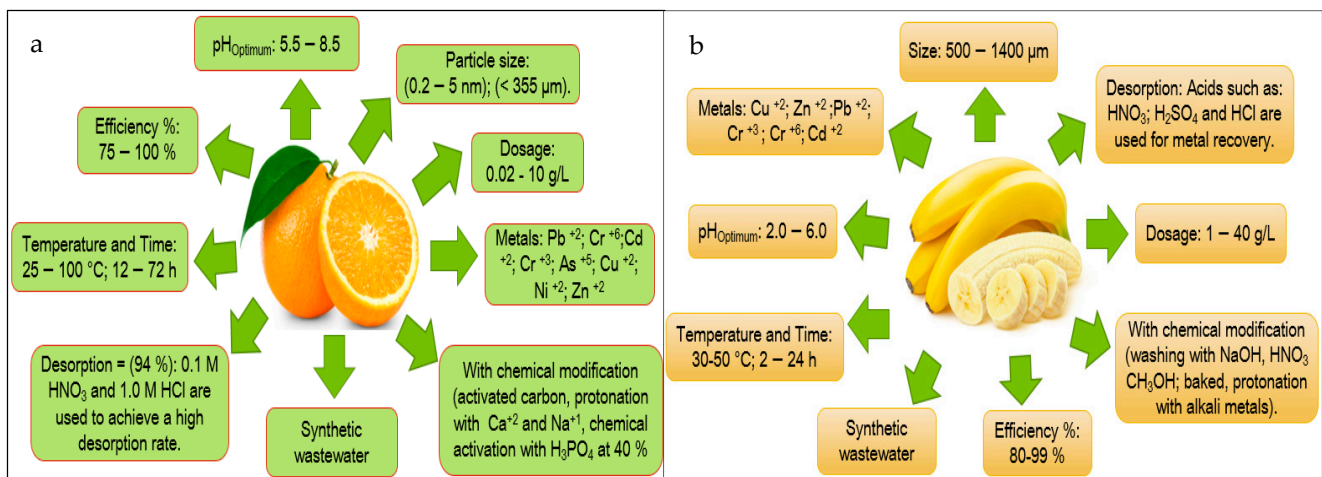 a
pHOptimum: 5.5 – 8.5
Particle size:
(0.2 – 5 nm); (< 355 µm).
Efficiency %:
75 – 100 %
Dosage:
0.02 - 10 g/L
Temperature and Time:
25 – 100 °C; 12 – 72 h
Metals: Pb +2; Cr +6;Cd
+2; Cr +3; As +5; Cu +2;
Ni +2; Zn +2
Desorption = (94 %): 0.1 M
HNO3 and 1.0 M HCl are
used to achieve a high
desorption rate.
Synthetic
wastewater
With chemical modification
(activated carbon, protonation
with Ca+2 and Na+1, chemical
activation with H3PO4 at 40 %
b
Size: 500 – 1400 µm
Metals: Cu +2; Zn +2 ;Pb +2;
Cr +3 ; Cr +6; Cd +2
Desorption: Acids such as:
HNO3; H2SO4 and HCl are
used for metal recovery.
pHOptimum: 2.0 – 6.0
Dosage: 1 – 40 g/L
Temperature and Time:
30-50 °C; 2 – 24 h
With chemical modification
(washing with NaOH, HNO3
CH3OH; baked, protonation
with alkali metals).
Synthetic
wastewater
Efficiency %:
80-99 %